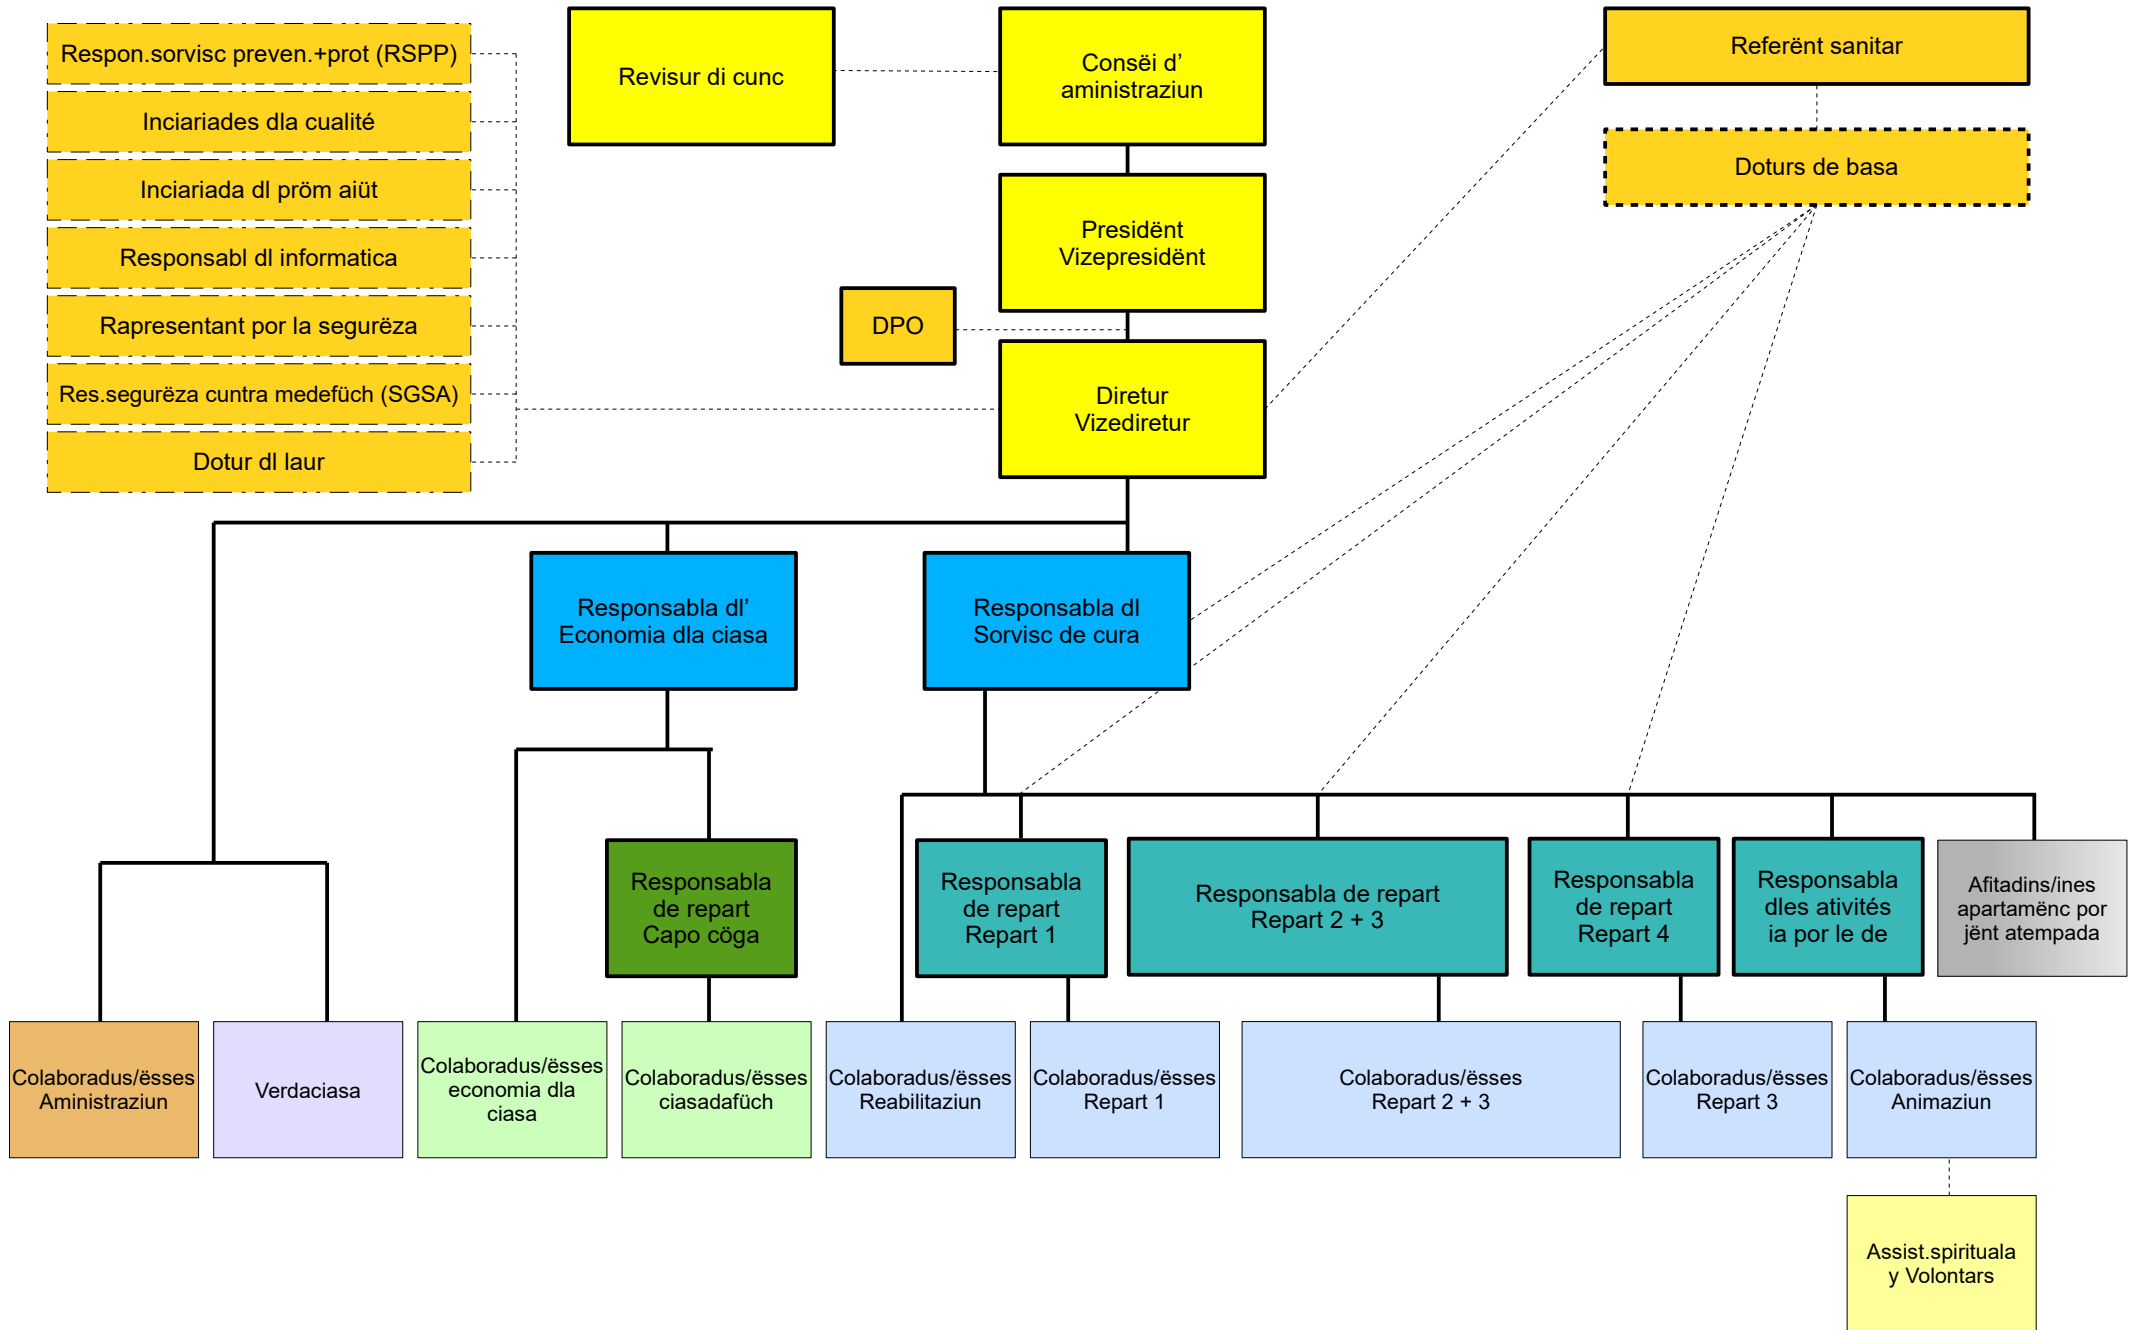 Respon.sorvisc preven.+prot (RSPP)
Inciariades dla cualité
Inciariada dl pröm aiüt
Responsabl dl informatica
Rapresentant por la segurëza
Res.segurëza cuntra medefüch (SGSA)
Dotur dl laur
Revisur di cunc
Consëi d’
aministraziun
Presidënt
Vizepresidënt
DPO
Diretur
Vizediretur
Referënt sanitar
Doturs de basa
Responsabla dl’
Economia dla ciasa
Responsabla dl
Sorvisc de cura
Responsabla
de repart
Capo cöga
Responsabla
de repart
Repart 1
Responsabla de repart
Repart 2 + 3
Responsabla
de repart
Repart 4
Responsabla
dles ativités
ia por le de
Afitadins/ines
apartamënc por
jënt atempada
Colaboradus/ësses
Aministraziun
Verdaciasa
Colaboradus/ësses
economia dla
ciasa
Colaboradus/ësses
ciasadafüch
Colaboradus/ësses
Reabilitaziun
Colaboradus/ësses
Repart 1
Colaboradus/ësses
Repart 2 + 3
Colaboradus/ësses
Repart 3
Colaboradus/ësses
Animaziun
Assist.spirituala
y Volontars